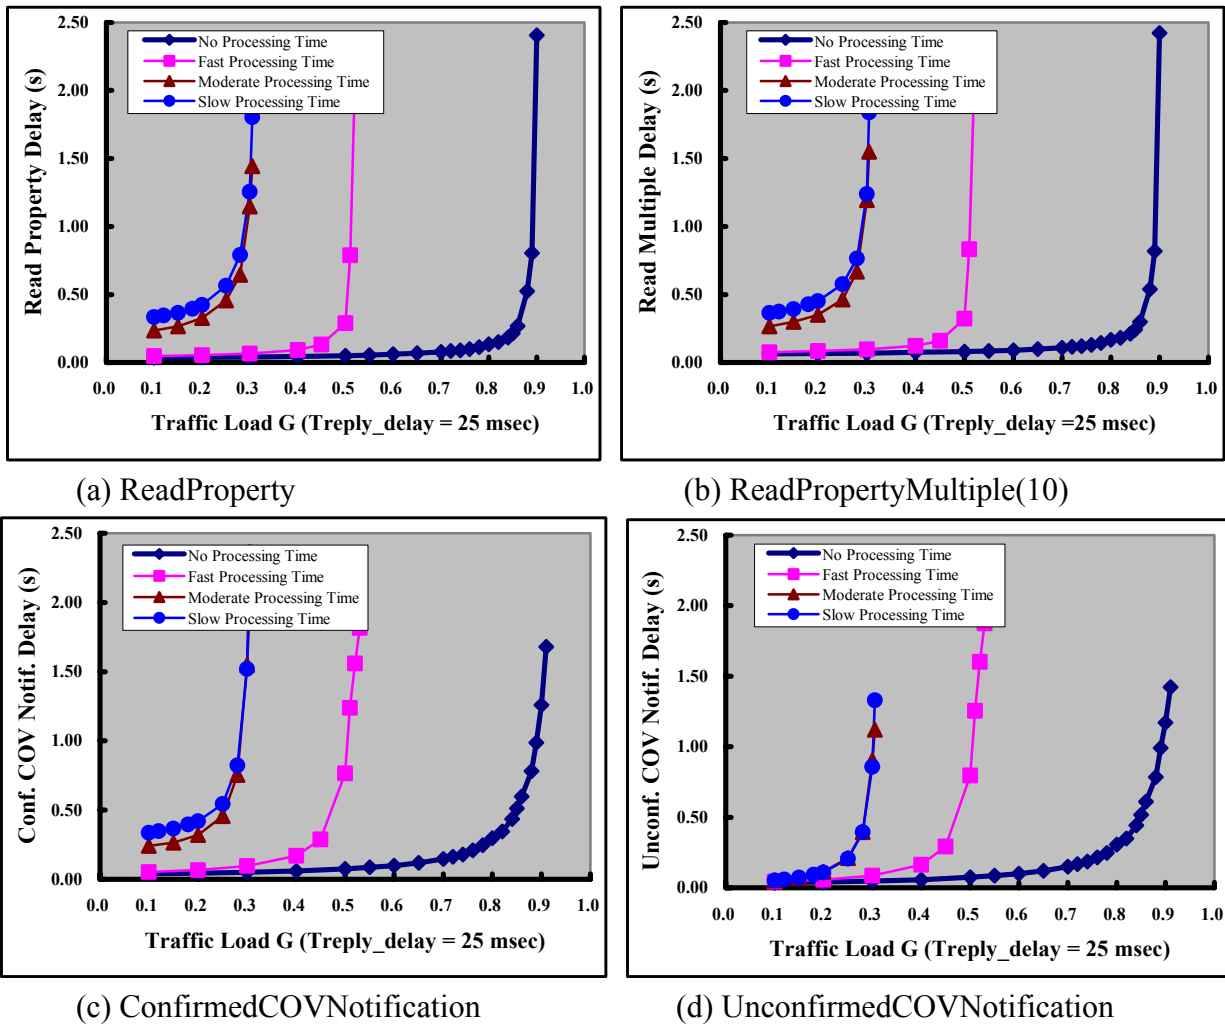 2.50
2.00
1.50
1.00
0.50
0.00
Read Property Delay (s)
No Processing Time
Fast Processing Time
Moderate Processing Time
Slow Processing Time
0.0 0.1 0.2 0.3 0.4 0.5 0.6 0.7 0.8 0.9 1.0
Traffic Load G (Treply_delay = 25 msec)
(a) ReadProperty
2.50
2.00
1.50
1.00
0.50
0.00
Read Multiple Delay (s)
No Processing Time
Fast Processing Time
Moderate Processing Time
Slow Processing Time
0.0 0.1 0.2 0.3 0.4 0.5 0.6 0.7 0.8 0.9 1.0
Traffic Load G (Treply_delay =25 msec)
(b) ReadPropertyMultiple(10)
2.50
2.00
1.50
1.00
0.50
0.00
Conf. COV Notif. Delay (s)
No Processing Time
Fast Processing Time
Moderate Processing Time
Slow Processing Time
0.0 0.1 0.2 0.3 0.4 0.5 0.6 0.7 0.8 0.9 1.0
Traffic Load G (Treply_delay = 25 msec)
(c) ConfirmedCOVNotification
2.50
2.00
1.50
1.00
0.50
0.00
Unconf. COV Notif. Delay (s)
No Processing Time
Fast Processing Time
Moderate Processing Time
Slow Processing Time
0.0 0.1 0.2 0.3 0.4 0.5 0.6 0.7 0.8 0.9 1.0
Traffic Load G (Treply_delay = 25 msec)
(d) UnconfirmedCOVNotification